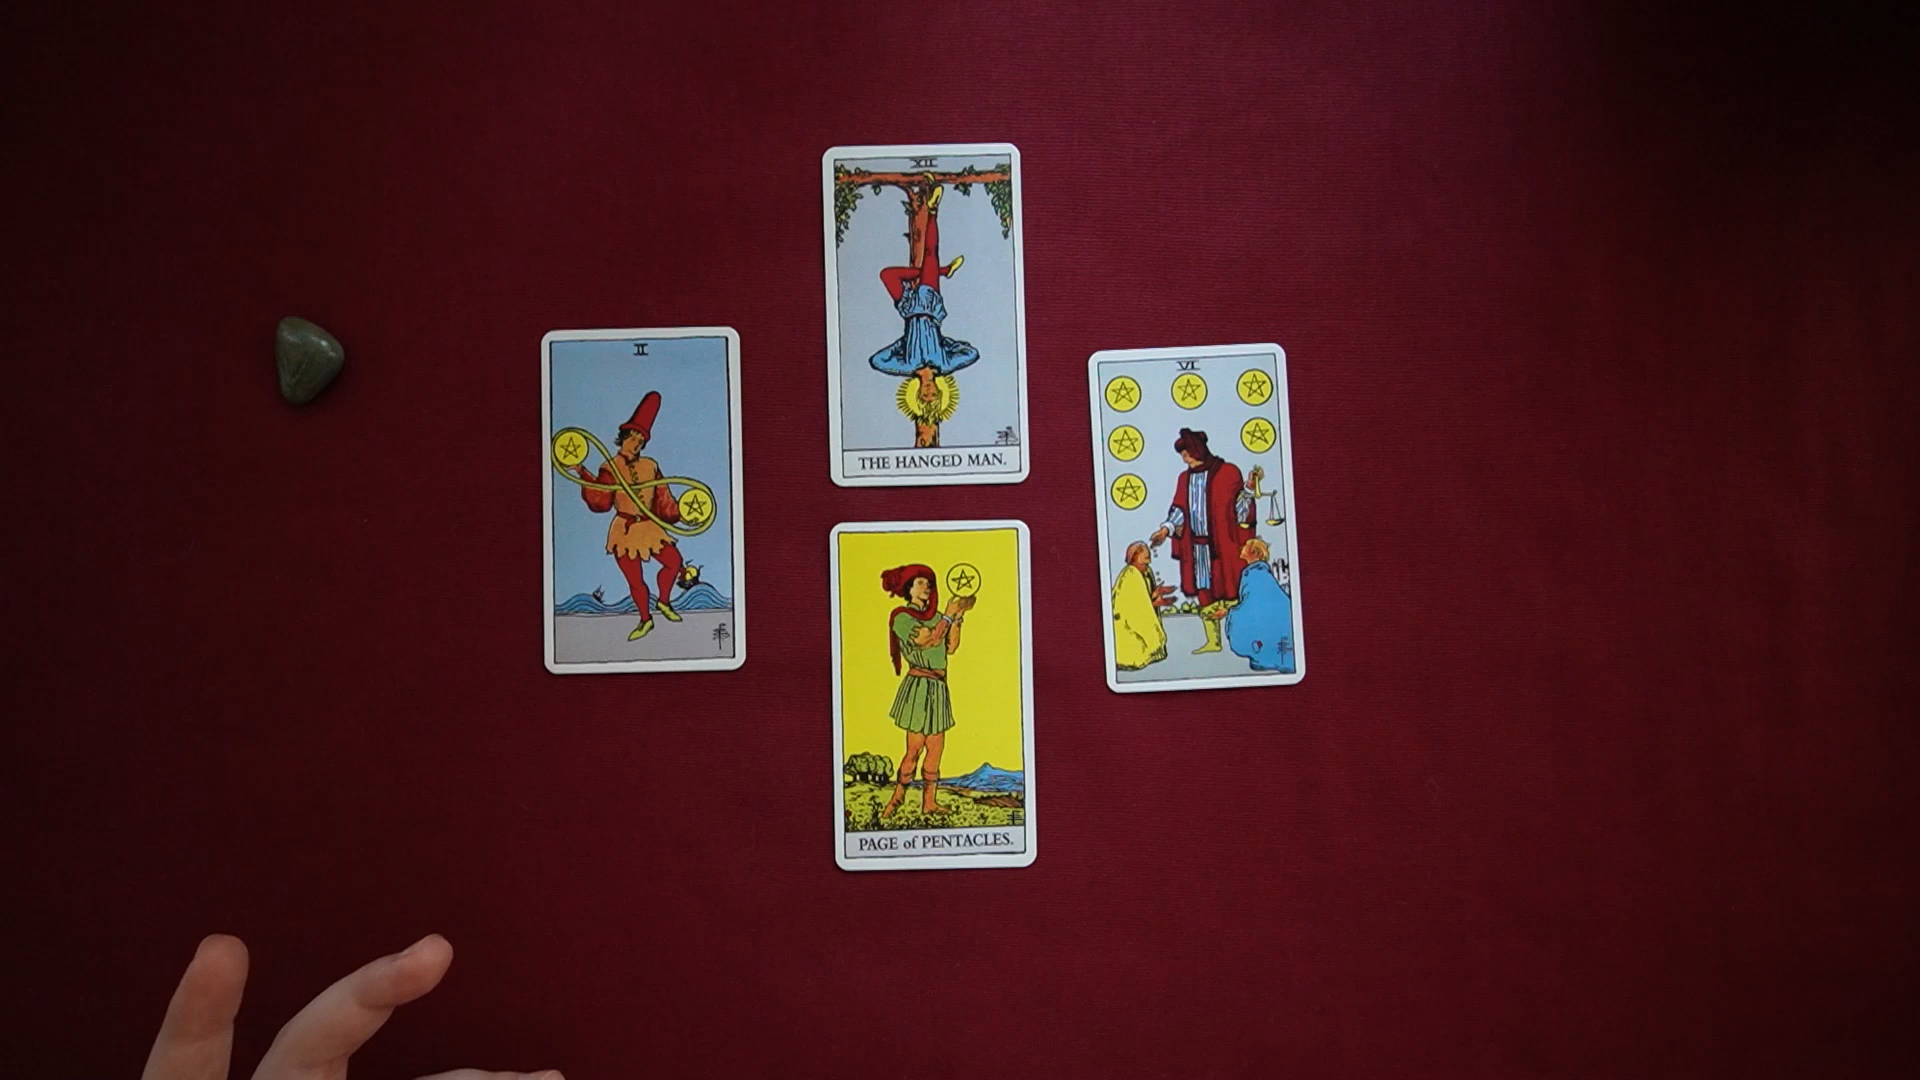 XII
THE HANGED MAN.
II
VI
PAGE of PENTACLES.